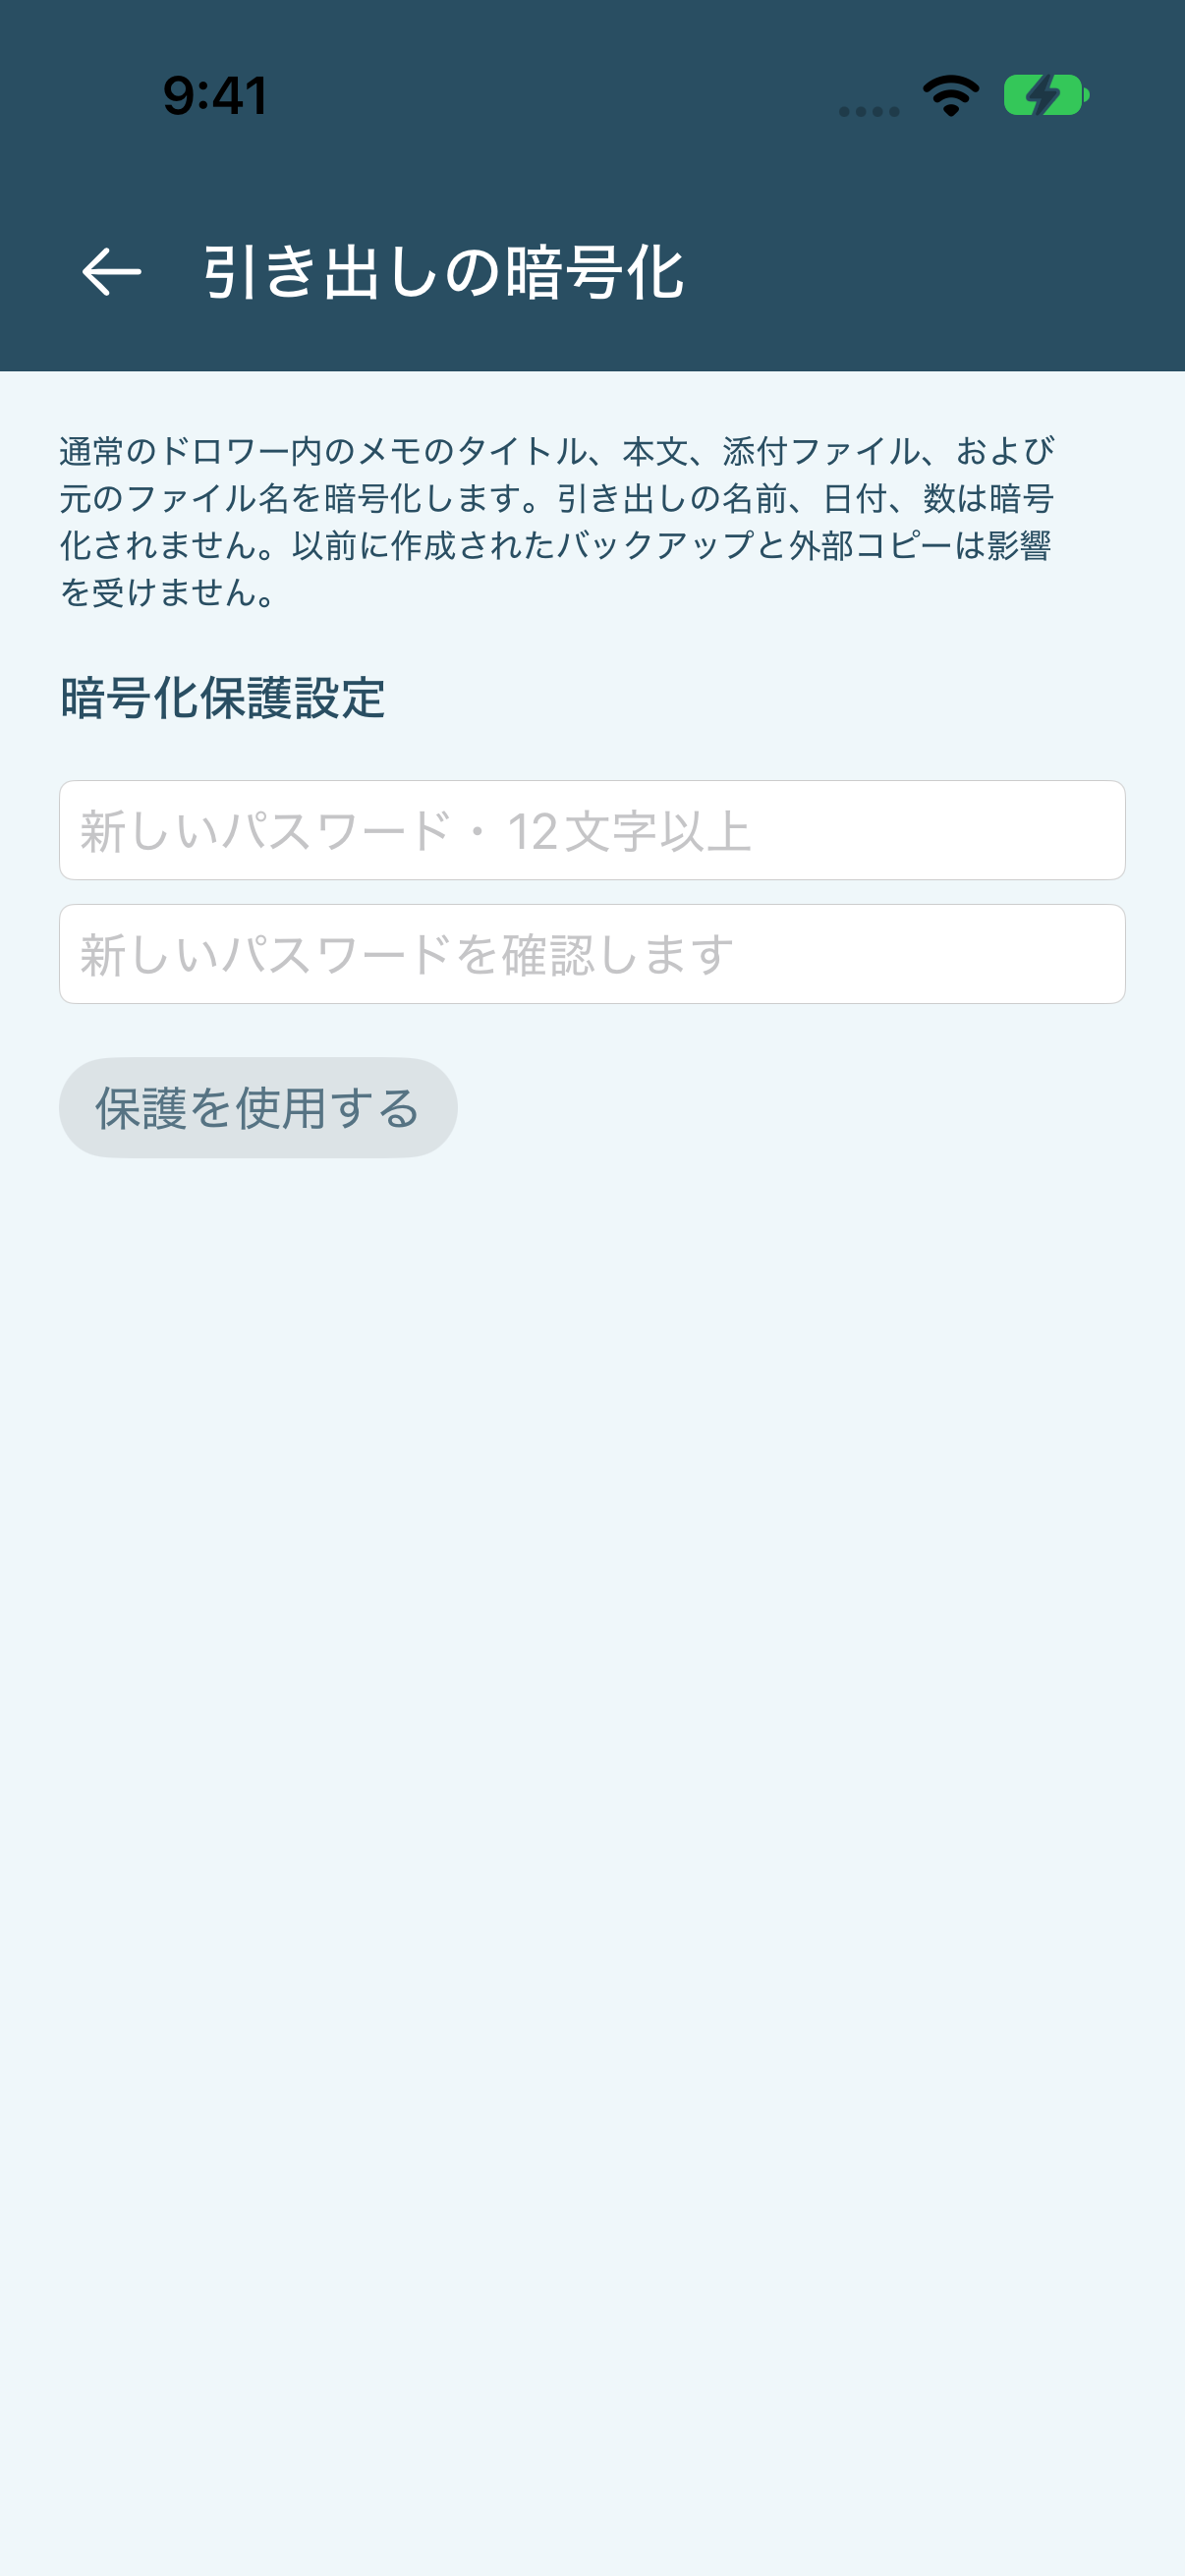 9:41
引き出しの暗号化
通常のドロワー内のメモのタイトル、本文、添付ファイル、および
元のファイル名を暗号化します。引き出しの名前、日付、数は暗号
化されません。以前に作成されたバックアップと外部コピーは影響
を受けません。
暗号化保護設定
新しいパスワード・12文字以上
新しいパスワードを確認します
保護を使用する